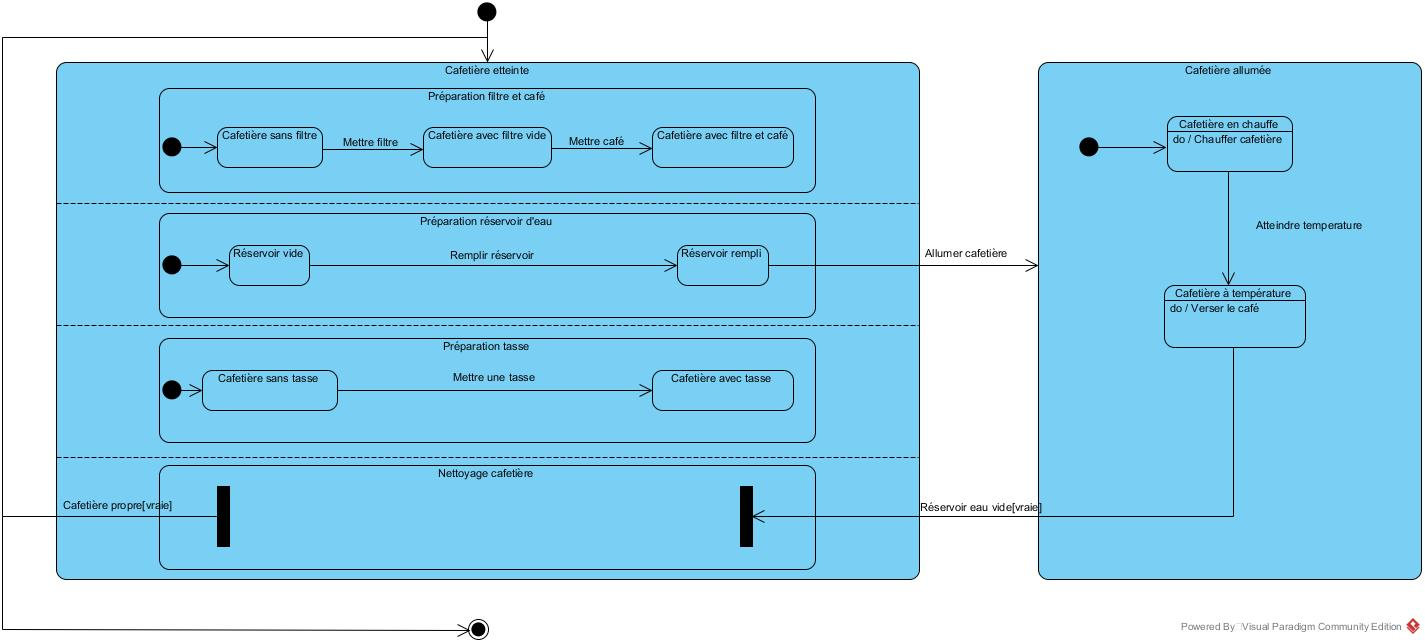 Cafetière etteinte
Cafetière allumée
Préparation filtre et café
Cafetière sans filtre
Mettre filtre
Cafetière avec filtre vide
Mettre café
Cafetière avec filtre et café
Cafetière en chauffe
do / Chauffer cafetière
Préparation réservoir d'eau
Atteindre temperature
Réservoir vide
Remplir réservoir
Réservoir rempli
Allumer cafetière
Cafetière à température
do / Verser le café
Préparation tasse
Cafetière sans tasse
Mettre une tasse
Cafetière avec tasse
Nettoyage cafetière
Cafetière propre[vraie]
Réservoir eau vide[vraie]
Powered By Visual Paradigm Community Edition